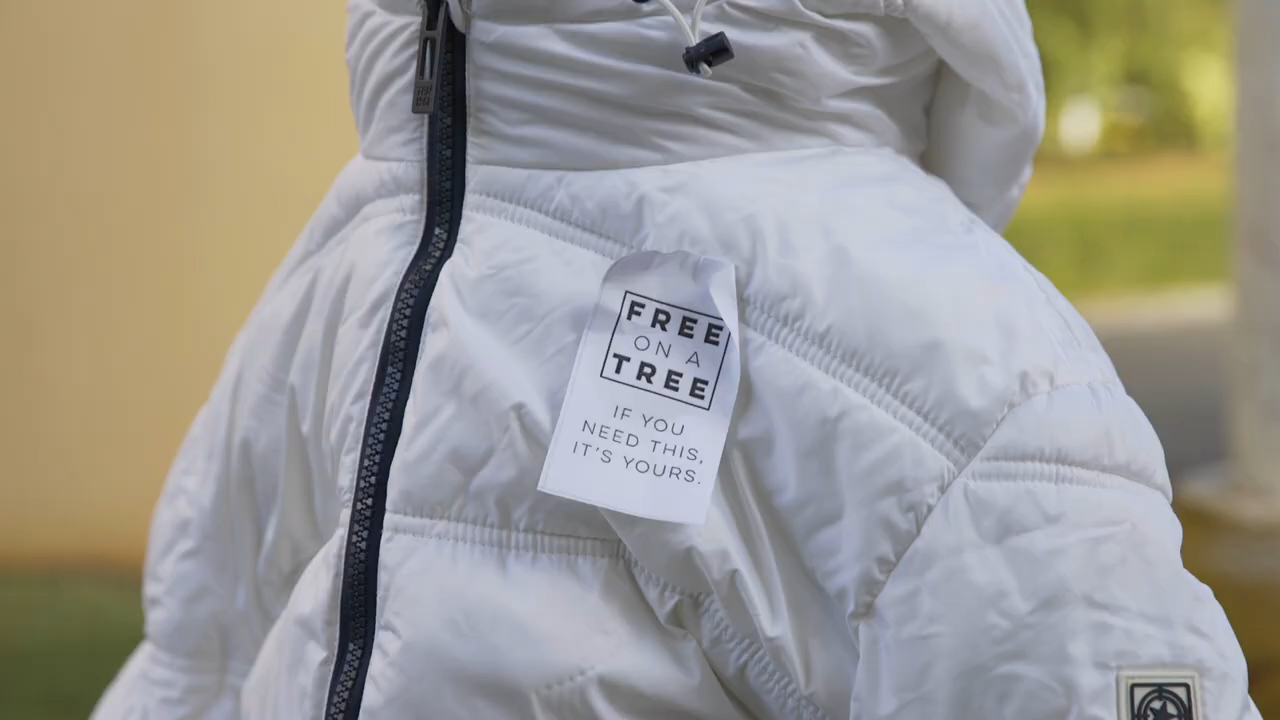 FREE
ON A
TREE
IF YOU
NEED THIS,
IT'S YOURS.